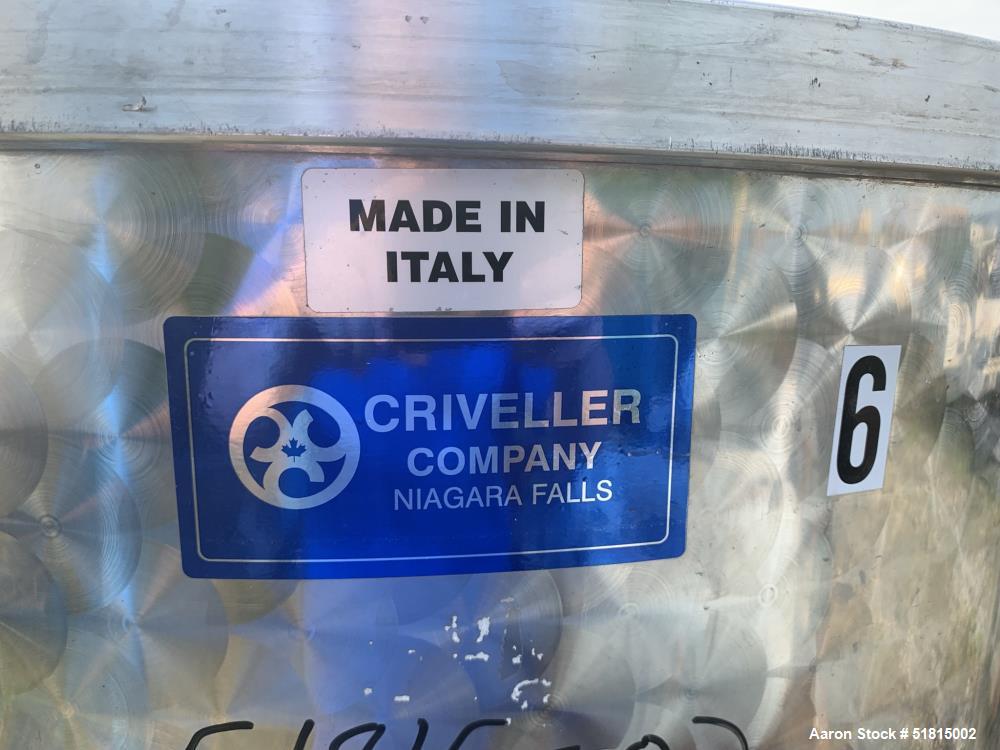 MADE IN
ITALY
CRIVELLER
COMPANY
NIAGARA FALLS
6
Aaron Stock # 51815002